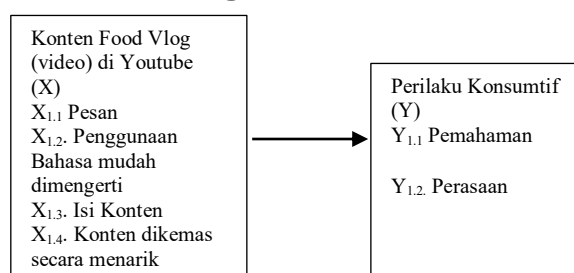 Konten Food Vlog
(video) di Youtube
(X)
X1.1 Pesan
X1.2. Penggunaan
Bahasa mudah
dimengerti
X1.3. Isi Konten
X1.4. Konten dikemas
secara menarik
Perilaku Konsumtif
(Y)
Y1.1 Pemahaman
Y1.2. Perasaan